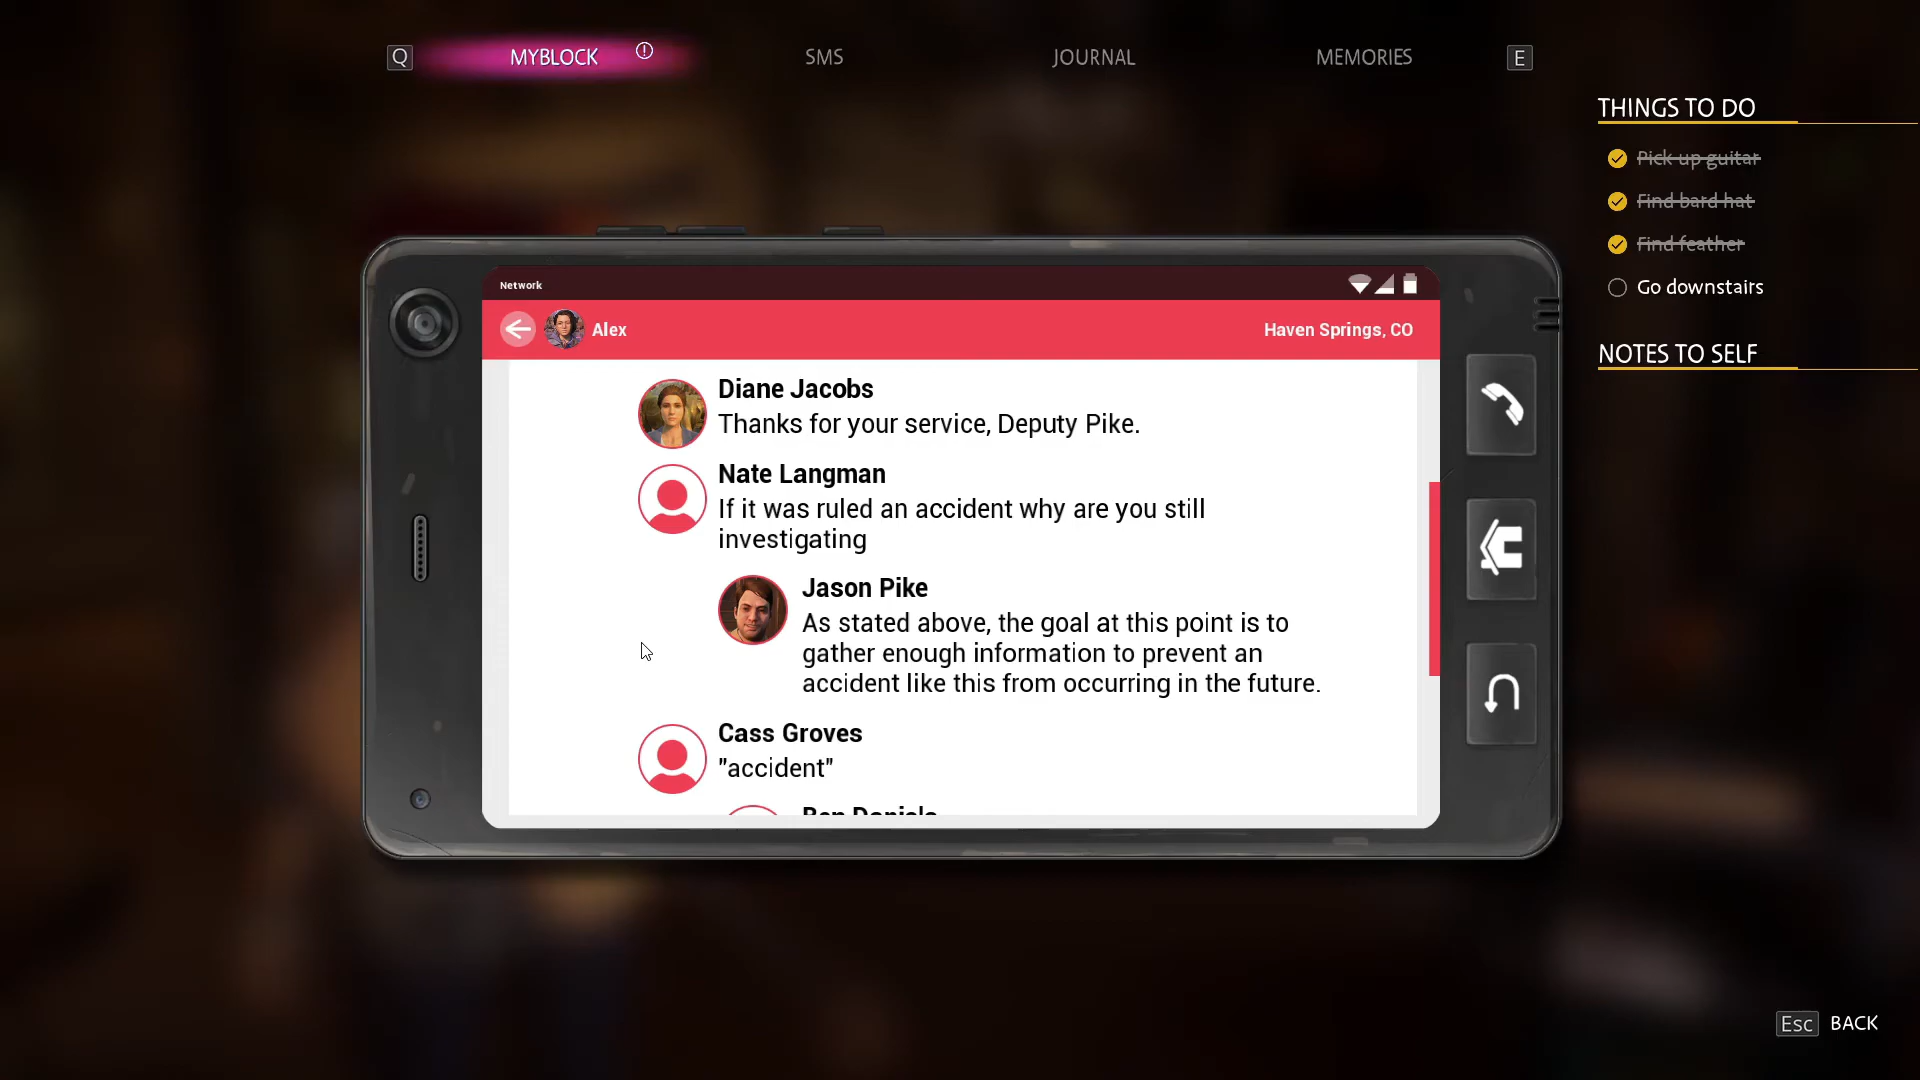 Q
MYBLOCK
SMS
JOURNAL
MEMORIES
E
THINGS TO DO
Pick up guitar
Find bard hat
Find feather
Go downstairs
NOTES TO SELF
Network
Alex
Haven Springs, CO
Diane Jacobs
Thanks for your service, Deputy Pike.
Nate Langman
If it was ruled an accident why are you still
investigating
Jason Pike
As stated above, the goal at this point is to
gather enough information to prevent an
accident like this from occurring in the future.
Cass Groves
"accident"
Esc BACK